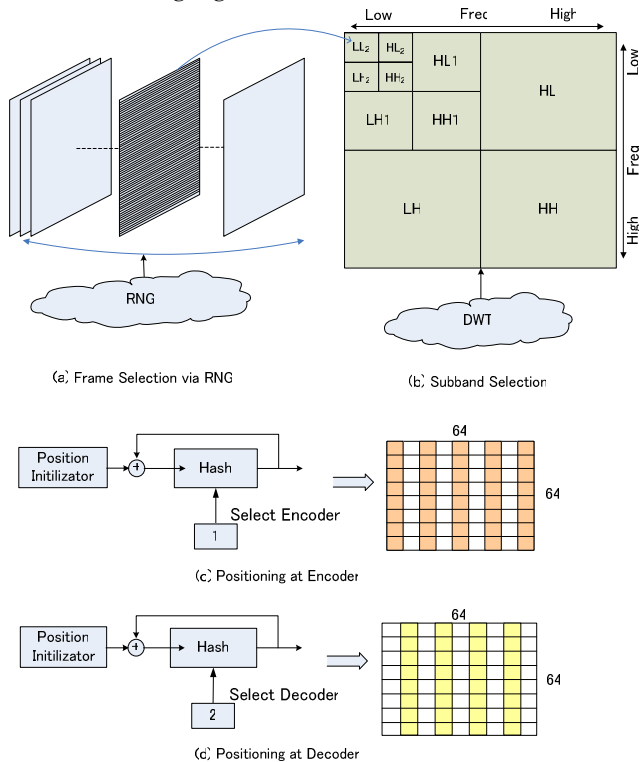 Low Freq High
LL2 HL2 HL1 HL
LH2 HH2
LH1 HH1
LH HH
Low
Freq
High
RNG
DWT
(a) Frame Selection via RNG
(b) Subband Selection
64
Position
Initilizator
+
Hash
64
Select Encoder
1
(c) Positioning at Encoder
64
Position
Initilizator
+
Hash
64
Select Decoder
2
(d) Positioning at Decoder